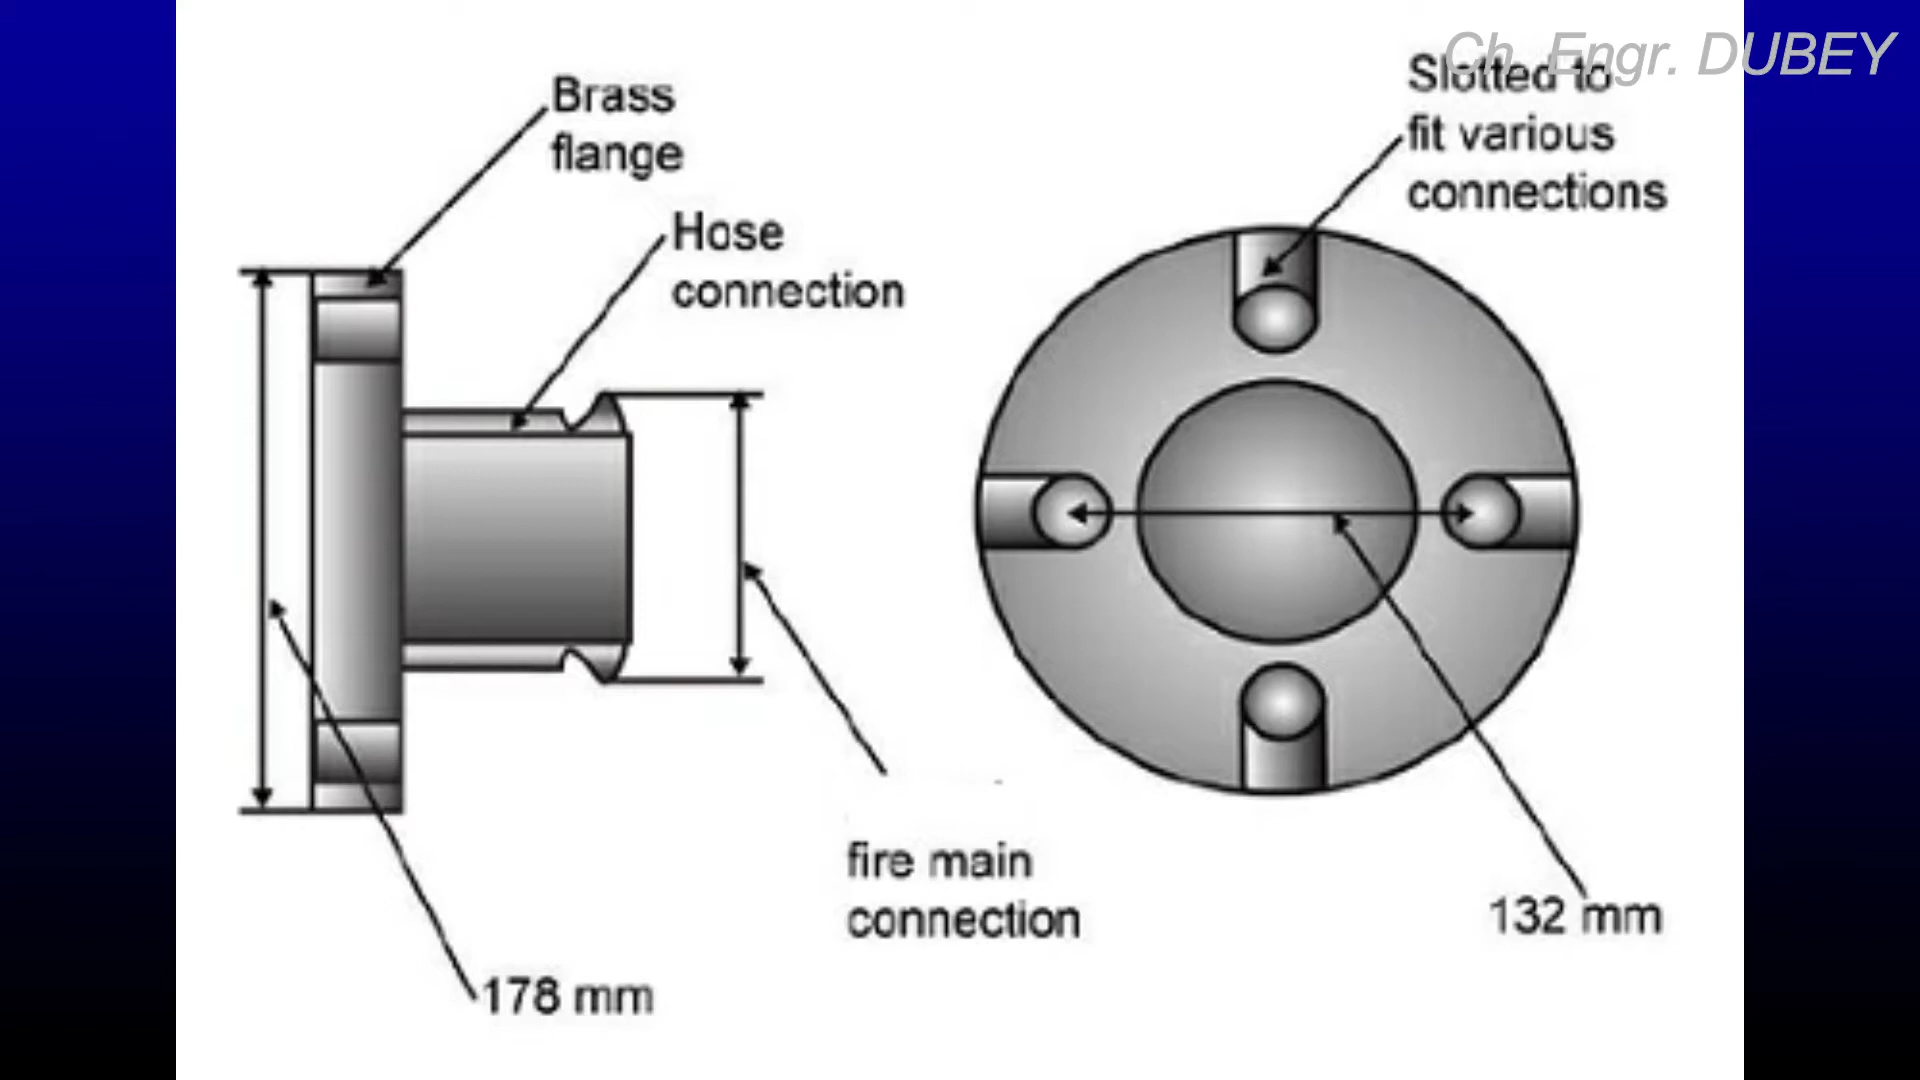 Ch. Engr. DUBEY
Brass
flange
Hose
connection
Slotted to
fit various
connections
fire main
connection
132 mm
178 mm